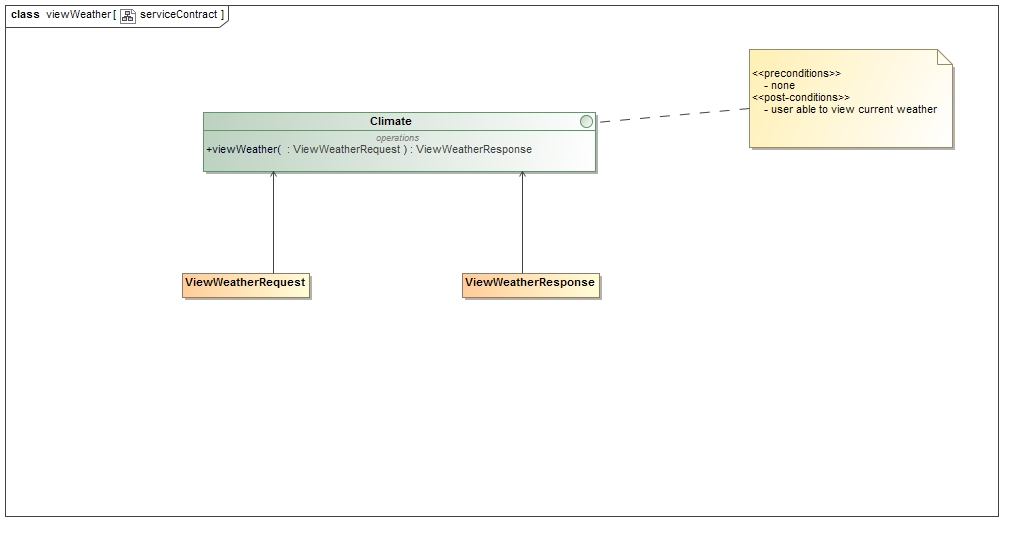 class viewWeather[ serviceContract ]
<<preconditions>>
- none
<<post-conditions>>
- user able to view current weather
Climate
operations
+viewWeather( : ViewWeatherRequest ) : ViewWeatherResponse
ViewWeatherRequest
ViewWeatherResponse